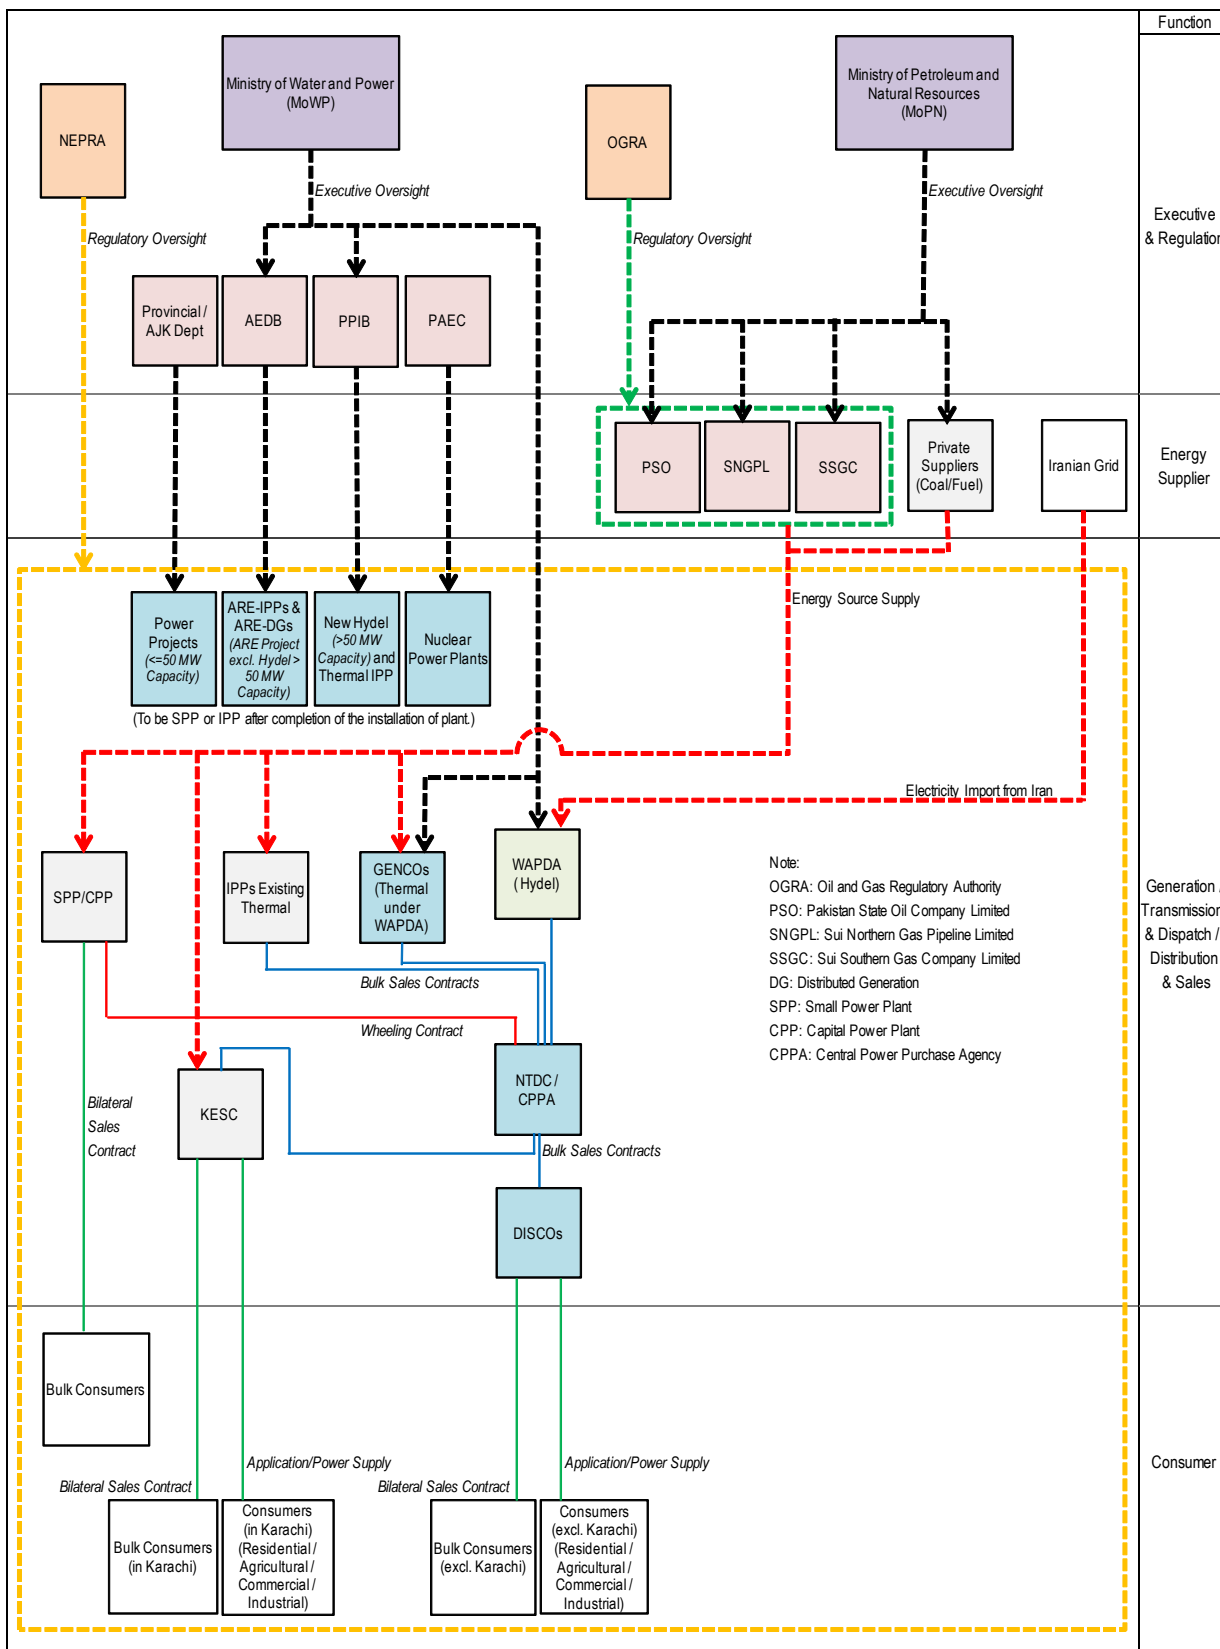 Function
Ministry of Water and Power
(MoWP)
Ministry of Petroleum and
Natural Resources
(MoPN)
NEPRA
OGRA
Executive Oversight
Executive Oversight
Regulatory Oversight
Regulatory Oversight
Executive
& Regulation
Provincial /
AJK Dept
AEDB
PPIB
PAEC
PSO
SNGPL
SSGC
Private
Suppliers
(Coal/Fuel)
Iranian Grid
Energy
Supplier
Power
Projects
(<=50 MW
Capacity)
ARE-IPPs &
ARE-DGs
(ARE Project
excl. Hydel >
50 MW
Capacity)
New Hydel
(>50 MW
Capacity) and
Thermal IPP
Nuclear
Power Plants
Energy Source Supply
(To be SPP or IPP after completion of the installation of plant.)
Electricity Import from Iran
SPP/CPP
IPPs Existing
Thermal
GENCOs
(Thermal
under
WAPDA)
WAPDA
( Hydel)
Note:
OGRA: Oil and Gas Regulatory Authority
PSO: Pakistan State Oil Company Limited
SNGPL: Sui Northern Gas Pipeline Limited
SSGC: Sui Southern Gas Company Limited
DG: Distributed Generation
SPP: Small Power Plant
CPP: Capital Power Plant
CPPA: Central Power Purchase Agency
Generation /
Transmission
& Dispatch /
Distribution
& Sales
Bulk Sales Contracts
Wheeling Contract
KESC
NTDC /
CPPA
Bilateral
Sales
Contract
Bulk Sales Contracts
DISCOs
Bulk Consumers
Application/Power Supply
Application/Power Supply
Bilateral Sales Contract
Bilateral Sales Contract
Consumer
Bulk Consumers
(in Karachi)
Consumers
(in Karachi)
(Residential /
Agricultural /
Commercial /
Industrial)
Bulk Consumers
(excl. Karachi)
Consumers
(excl. Karachi)
(Residential /
Agricultural /
Commercial /
Industrial)